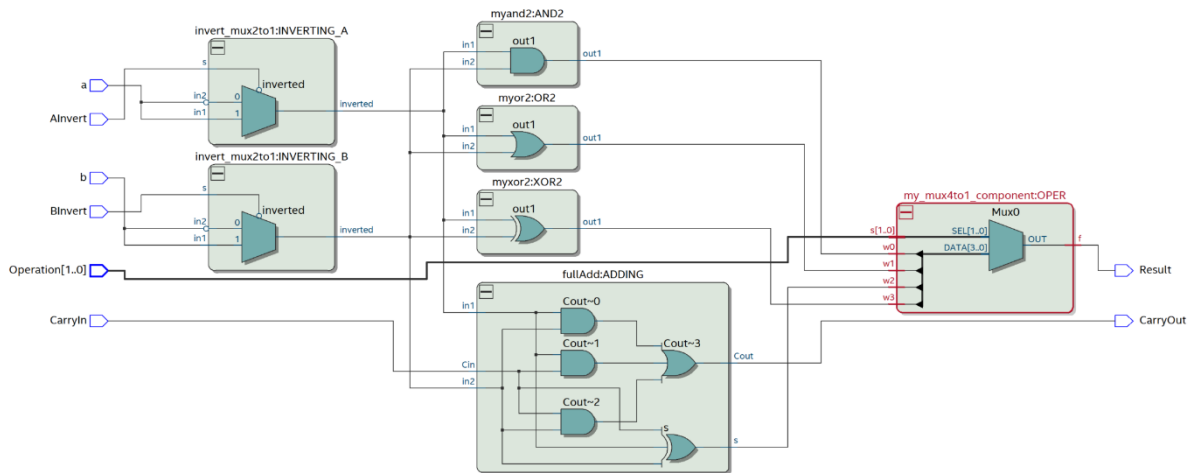 invert_mux2to1:INVERTING_A
s
inverted
a
in2
0
in1
1
inverted
AInvert
invert_mux2to1:INVERTING_B
b
s
inverted
BInvert
in2
0
in1
1
inverted
Operation[1..0]
CarryIn
myand2:AND2
out1
in1
in2
out1
myor2:OR2
out1
in1
in2
out1
myxor2:XOR2
out1
in1
in2
out1
fullAdd:ADDING
in1
Cout~0
Cout~1
Cout~3
Cin
in2
Cout
Cout~2
s
s
my_mux4to1_component:OPER
Mux0
s[1..0]
SEL[1..0]
OUT
f
w0
DATA[3..0]
w1
w2
w3
Result
CarryOut